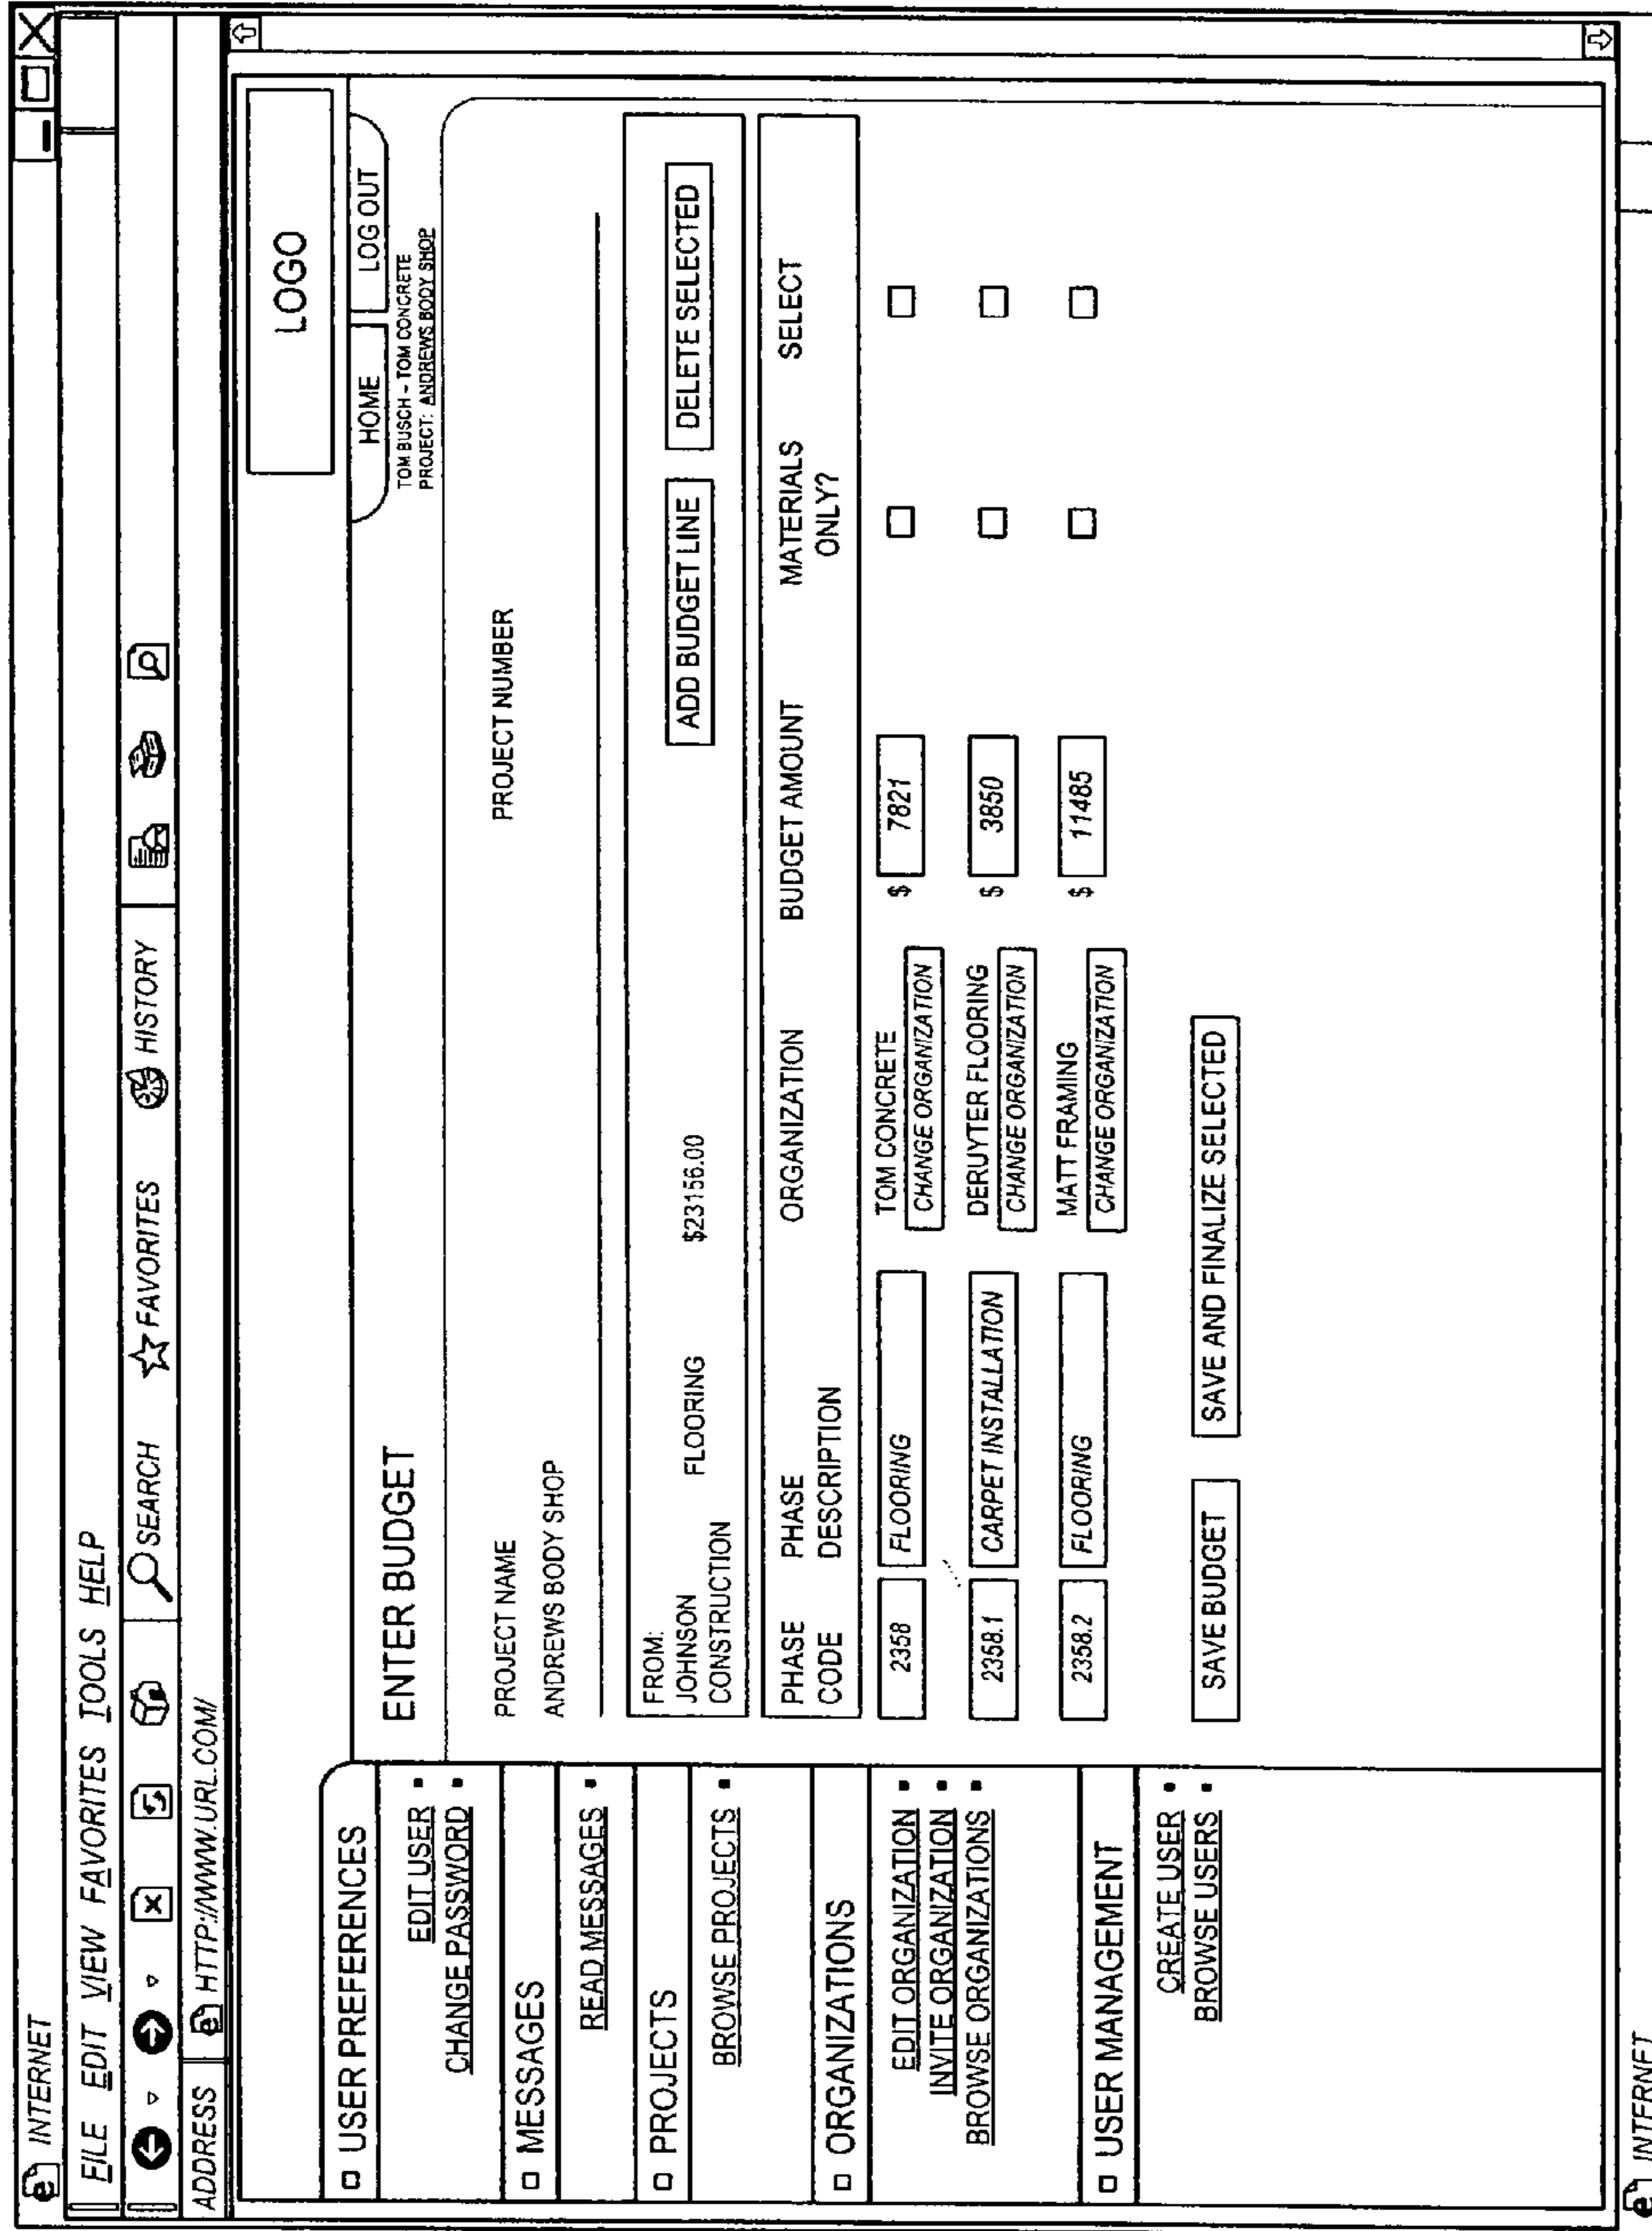 INTERNET
FILE EDIT VIEW FAVORITES TOOLS HELP
SEARCH FAVORITES HISTORY
ADDRESS HTTP://WWW.URL.COM/
LOGO
HOME LOG OUT
TOM BUSCH - TOM CONCRETE
PROJECT: ANDREWS BODY SHOP
USER PREFERENCES
EDIT USER
CHANGE PASSWORD
MESSAGES
READ MESSAGES
PROJECTS
BROWSE PROJECTS
ORGANIZATIONS
EDIT ORGANIZATION
INVITE ORGANIZATION
BROWSE ORGANIZATIONS
USER MANAGEMENT
CREATE USER
BROWSE USERS
ENTER BUDGET
PROJECT NAME PROJECT NUMBER
ANDREWS BODY SHOP
FROM:
JOHNSON FLOORING $23156.00 ADD BUDGET LINE DELETE SELECTED
CONSTRUCTION
PHASE PHASE ORGANIZATION BUDGET AMOUNT MATERIALS SELECT
CODE DESCRIPTION ONLY?
TOM CONCRETE
2358 FLOORING CHANGE ORGANIZATION $ 7821
DERUYTER FLOORING
2358.1 CARPET INSTALLATION CHANGE ORGANIZATION $ 3850
MATT FRAMING
2358.2 FLOORING CHANGE ORGANIZATION $ 11485
SAVE BUDGET SAVE AND FINALIZE SELECTED
INTERNET